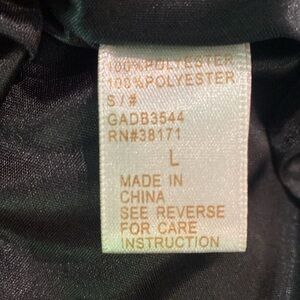 100%POLYESTER
100%POLYESTER
S/#
GADB3544
RN#38171
L
MADE IN
CHINA
SEE REVERSE
FOR CARE
INSTRUCTION